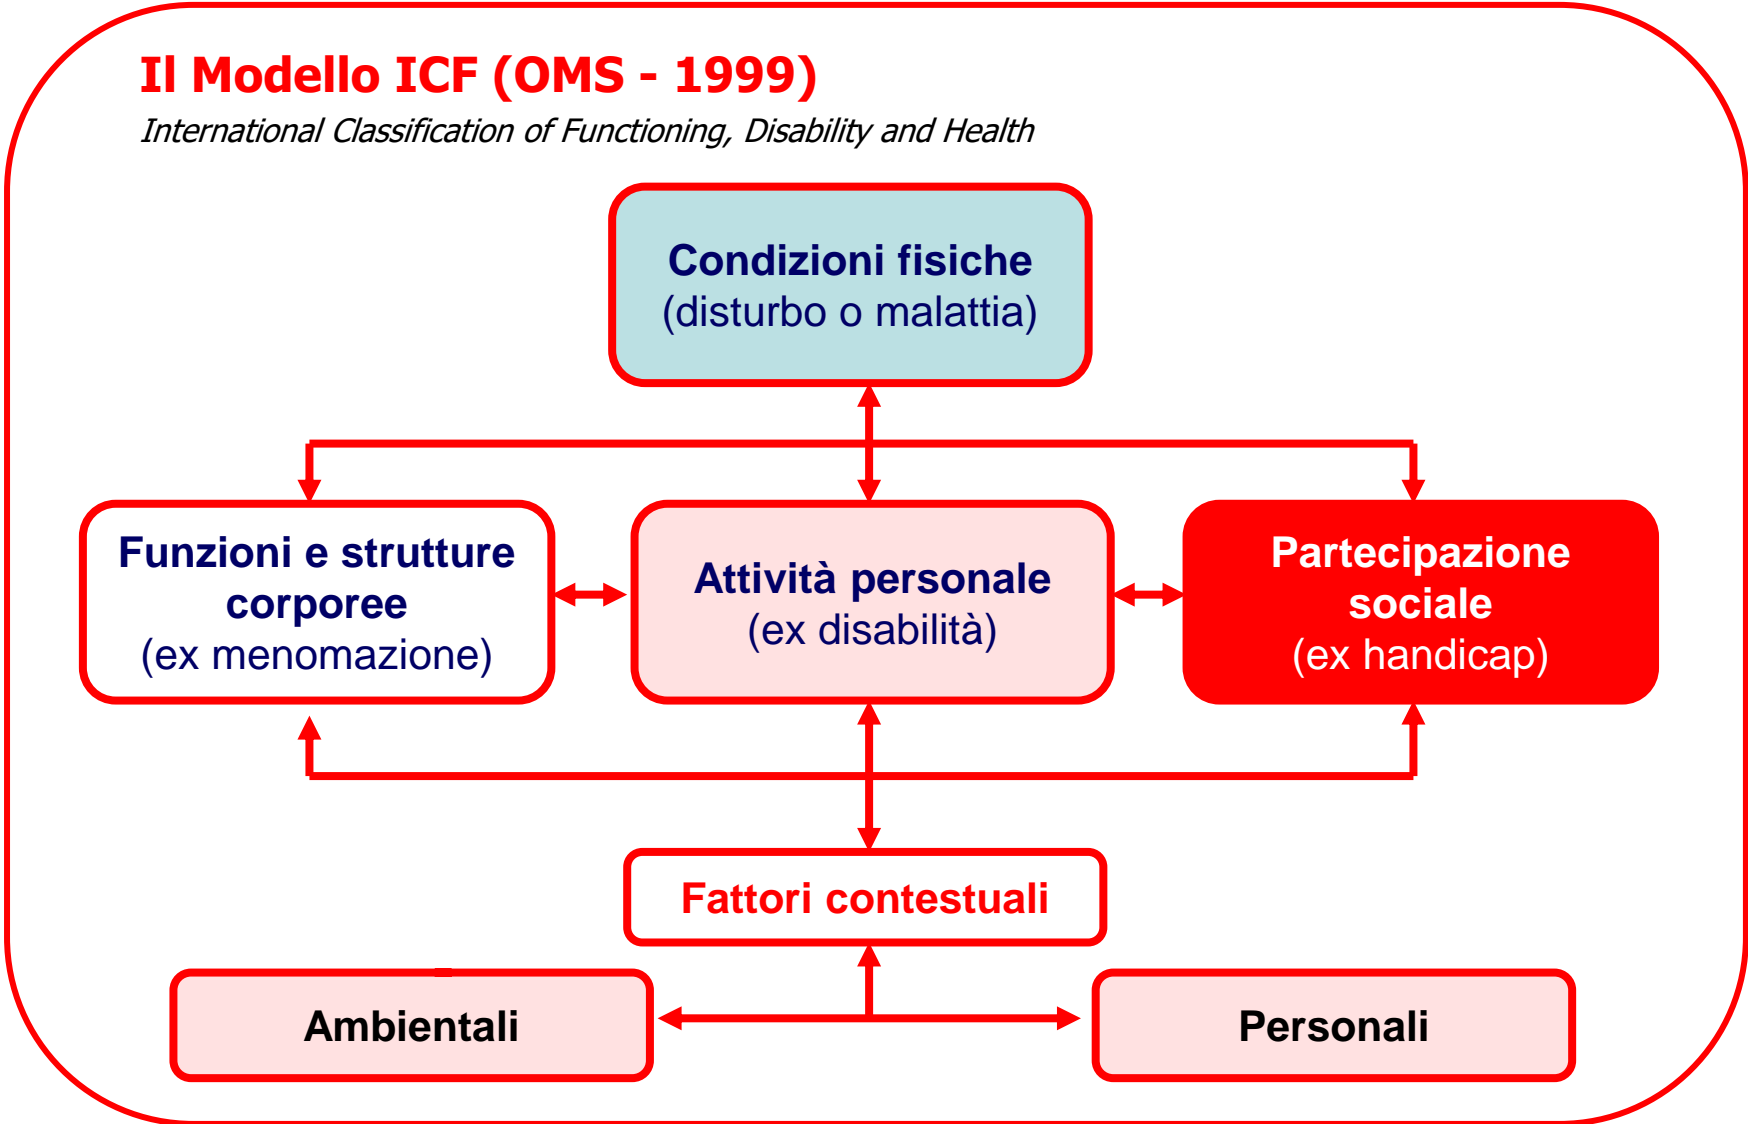 Il Modello ICF (OMS - 1999)
International Classification of Functioning, Disability and Health
Condizioni fisiche
(disturbo o malattia)
Funzioni e strutture
corporee
(ex menomazione)
Attività personale
(ex disabilità)
Partecipazione
sociale
(ex handicap)
Fattori contestuali
Ambientali
Personali